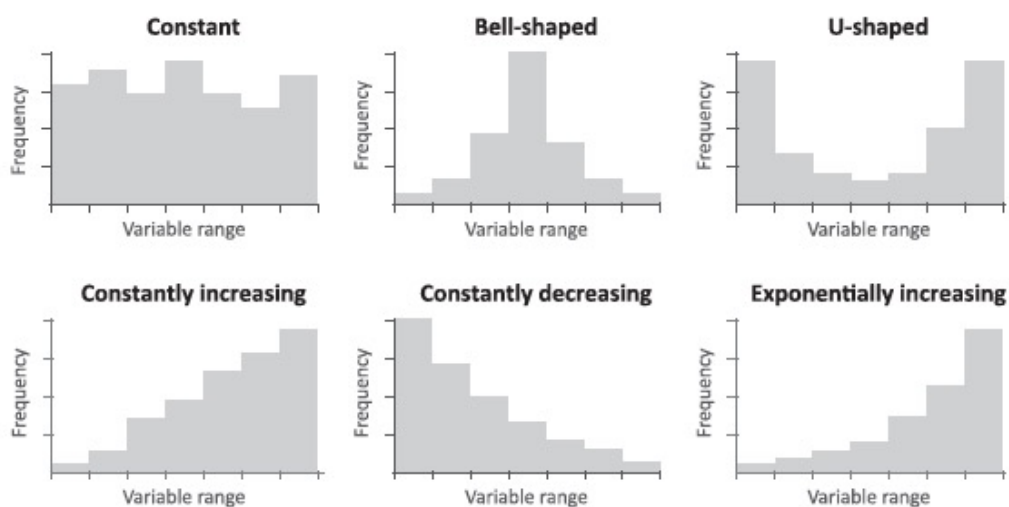 Constant
Frequency
Variable range
Bell-shaped
Frequency
Variable range
U-shaped
Frequency
Variable range
Constantly increasing
Frequency
Variable range
Constantly decreasing
Frequency
Variable range
Exponentially increasing
Frequency
Variable range